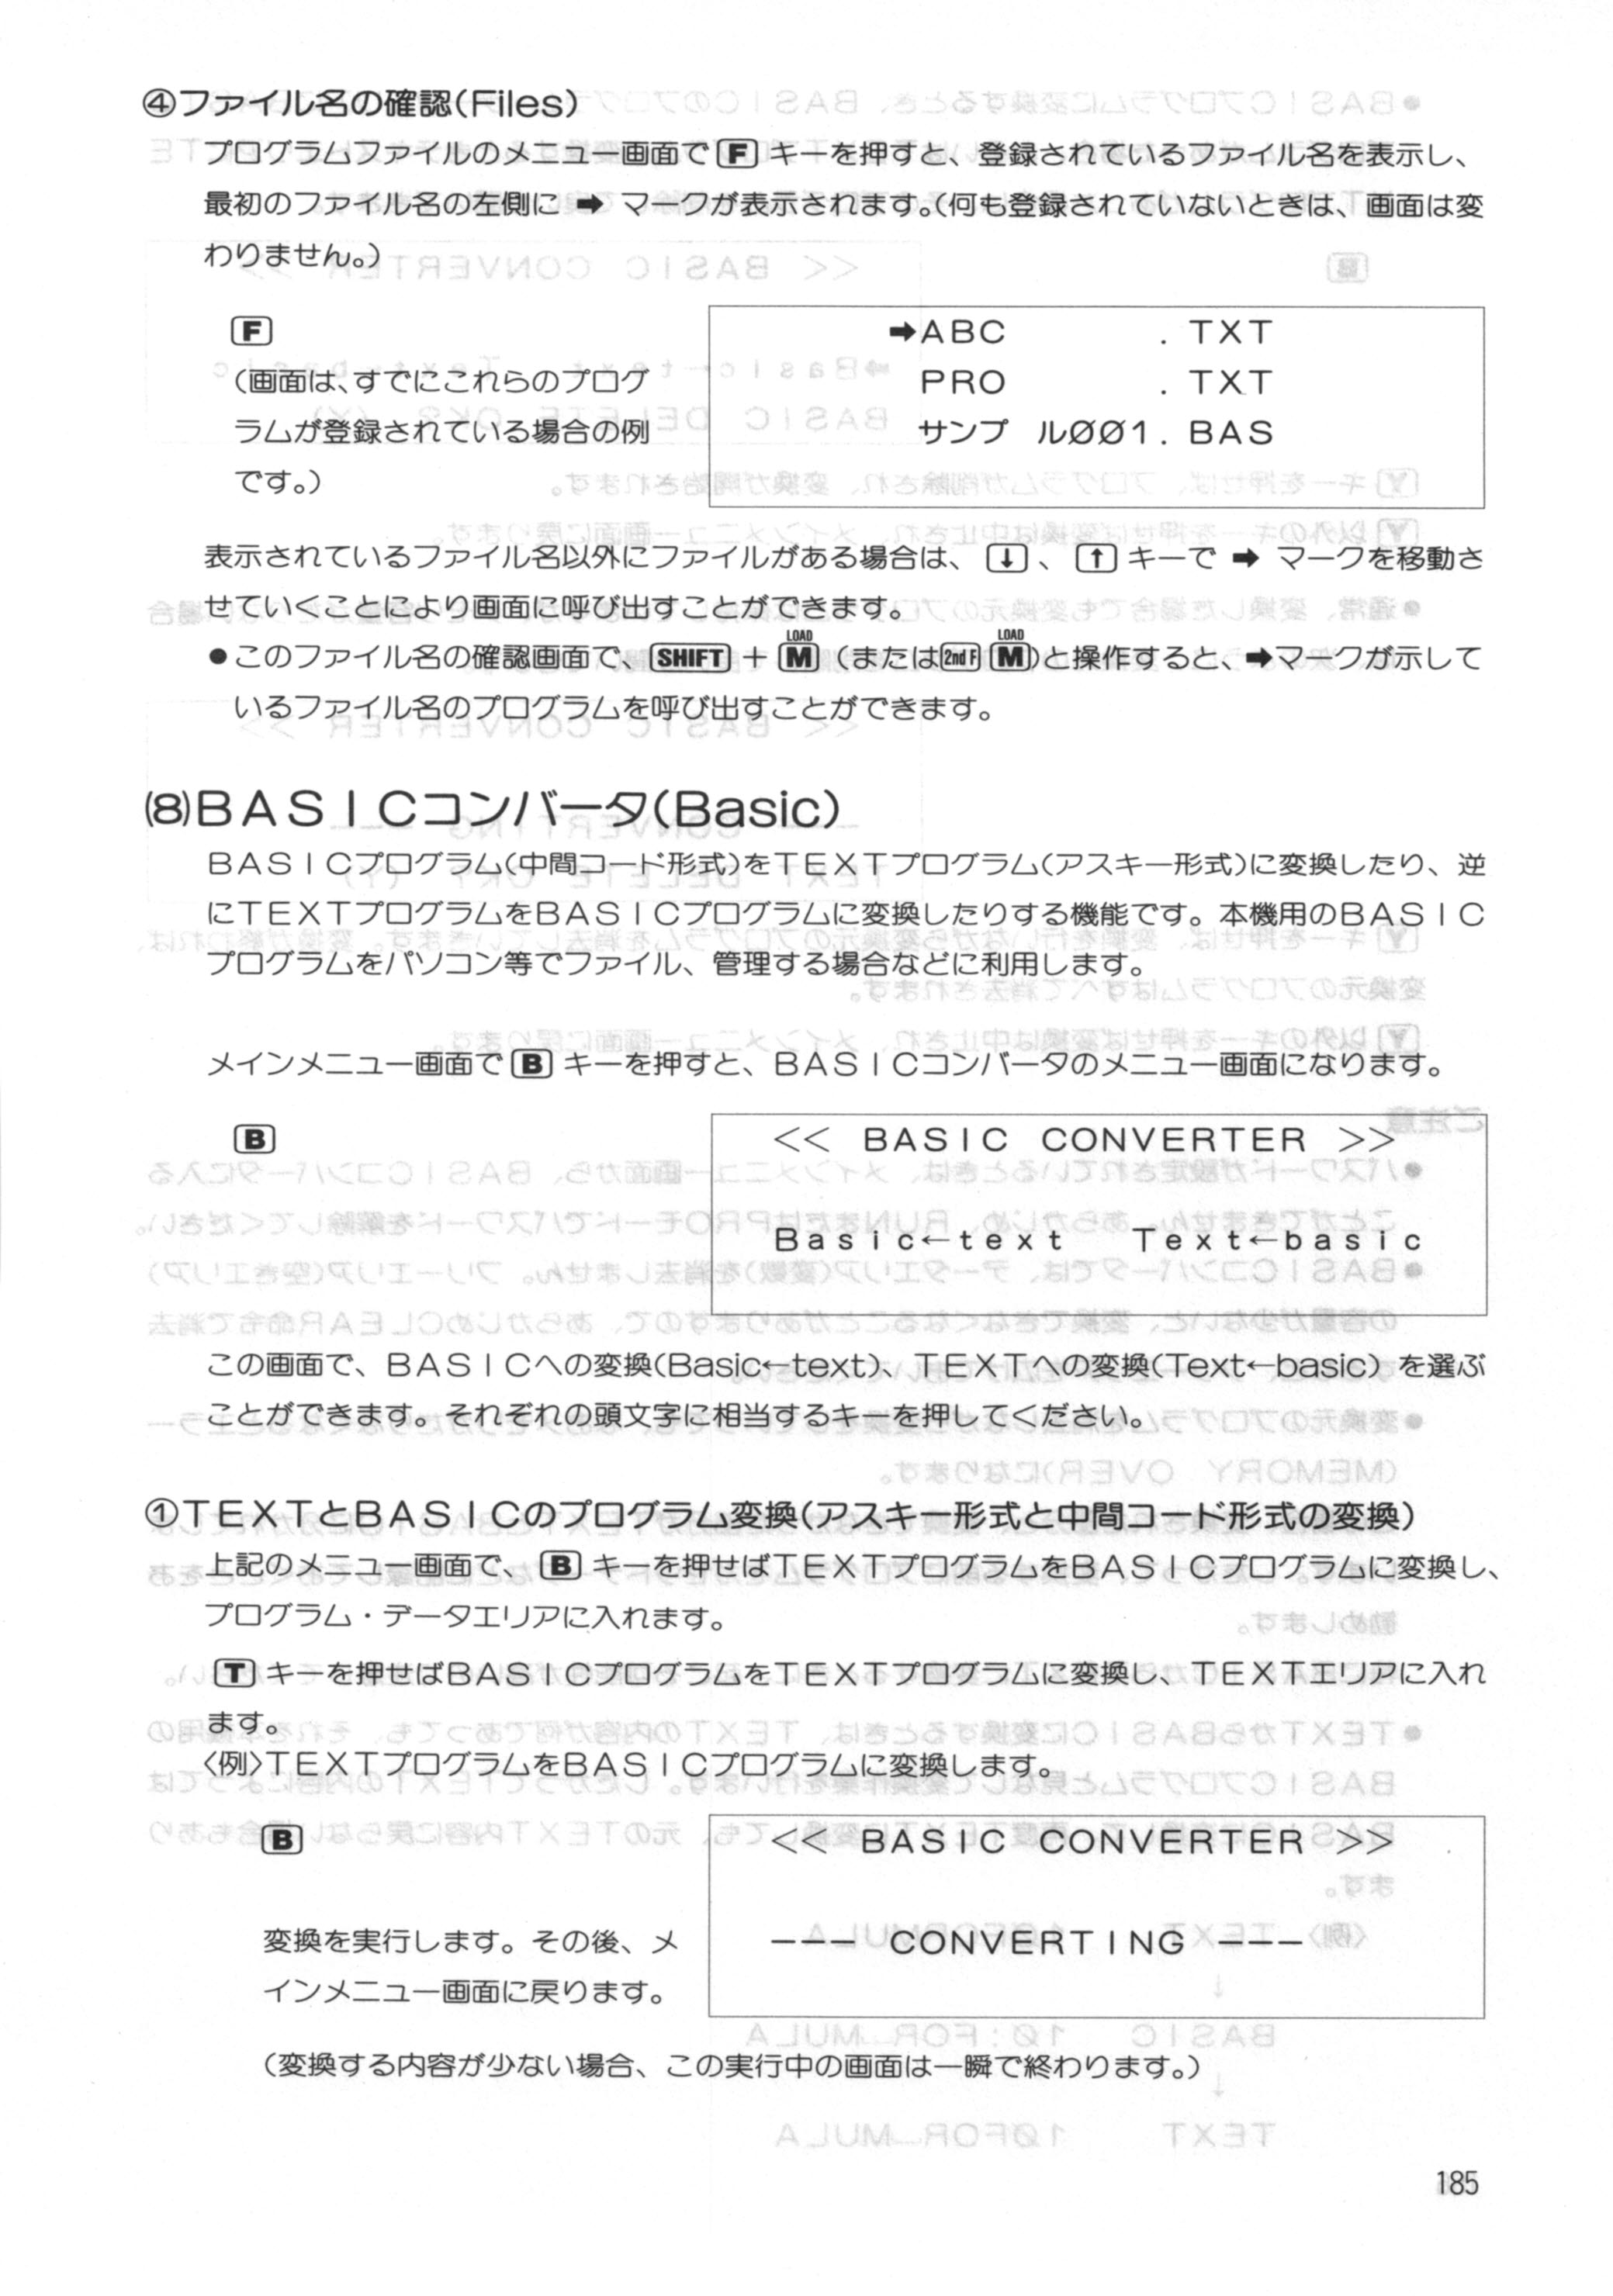 ④ファイル名の確認(Files)
プログラムファイルのメニュー画面で F キーを押すと、登録されているファイル名を表示し、
最初のファイル名の左側に ➡ マークが表示されます。(何も登録されていないときは、画面は変
わりません。)
F
(画面は、すでにこれらのプログ
ラムが登録されている場合の例
です。)
➡ABC . TXT
PRO . TXT
サンプ ルØØ1. BAS
表示されているファイル名以外にファイルがある場合は、 ↓ 、 ↑ キーで ➡ マークを移動さ
せていくことにより画面に呼び出すことができます。
LOAD LOAD
●このファイル名の確認画面で、SHIFT + M (または2ndF M)と操作すると、➡マークが示して
いるファイル名のプログラムを呼び出すことができます。
(8)BASICコンバータ(Basic)
BASICプログラム(中間コード形式)をTEXTプログラム(アスキー形式)に変換したり、逆
にTEXTプログラムをBASICプログラムに変換したりする機能です。本機用のBASIC
プログラムをパソコン等でファイル、管理する場合などに利用します。
メインメニュー画面で B キーを押すと、BASICコンバータのメニュー画面になります。
B
<< BASIC CONVERTER >>
Basic←text Text←basic
この画面で、BASICへの変換(Basic←text)、TEXTへの変換(Text←basic) を選ぶ
ことができます。それぞれの頭文字に相当するキーを押してください。
①TEXTとBASICのプログラム変換(アスキー形式と中間コード形式の変換)
上記のメニュー画面で、 B キーを押せばTEXTプログラムをBASICプログラムに変換し、
プログラム・データエリアに入れます。
T キーを押せばBASICプログラムをTEXTプログラムに変換し、TEXTエリアに入れ
ます。
〈例〉TEXTプログラムをBASICプログラムに変換します。
B
<< BASIC CONVERTER >>
--- CONVERTING ---
変換を実行します。その後、メ
インメニュー画面に戻ります。
(変換する内容が少ない場合、この実行中の画面は一瞬で終わります。)
185